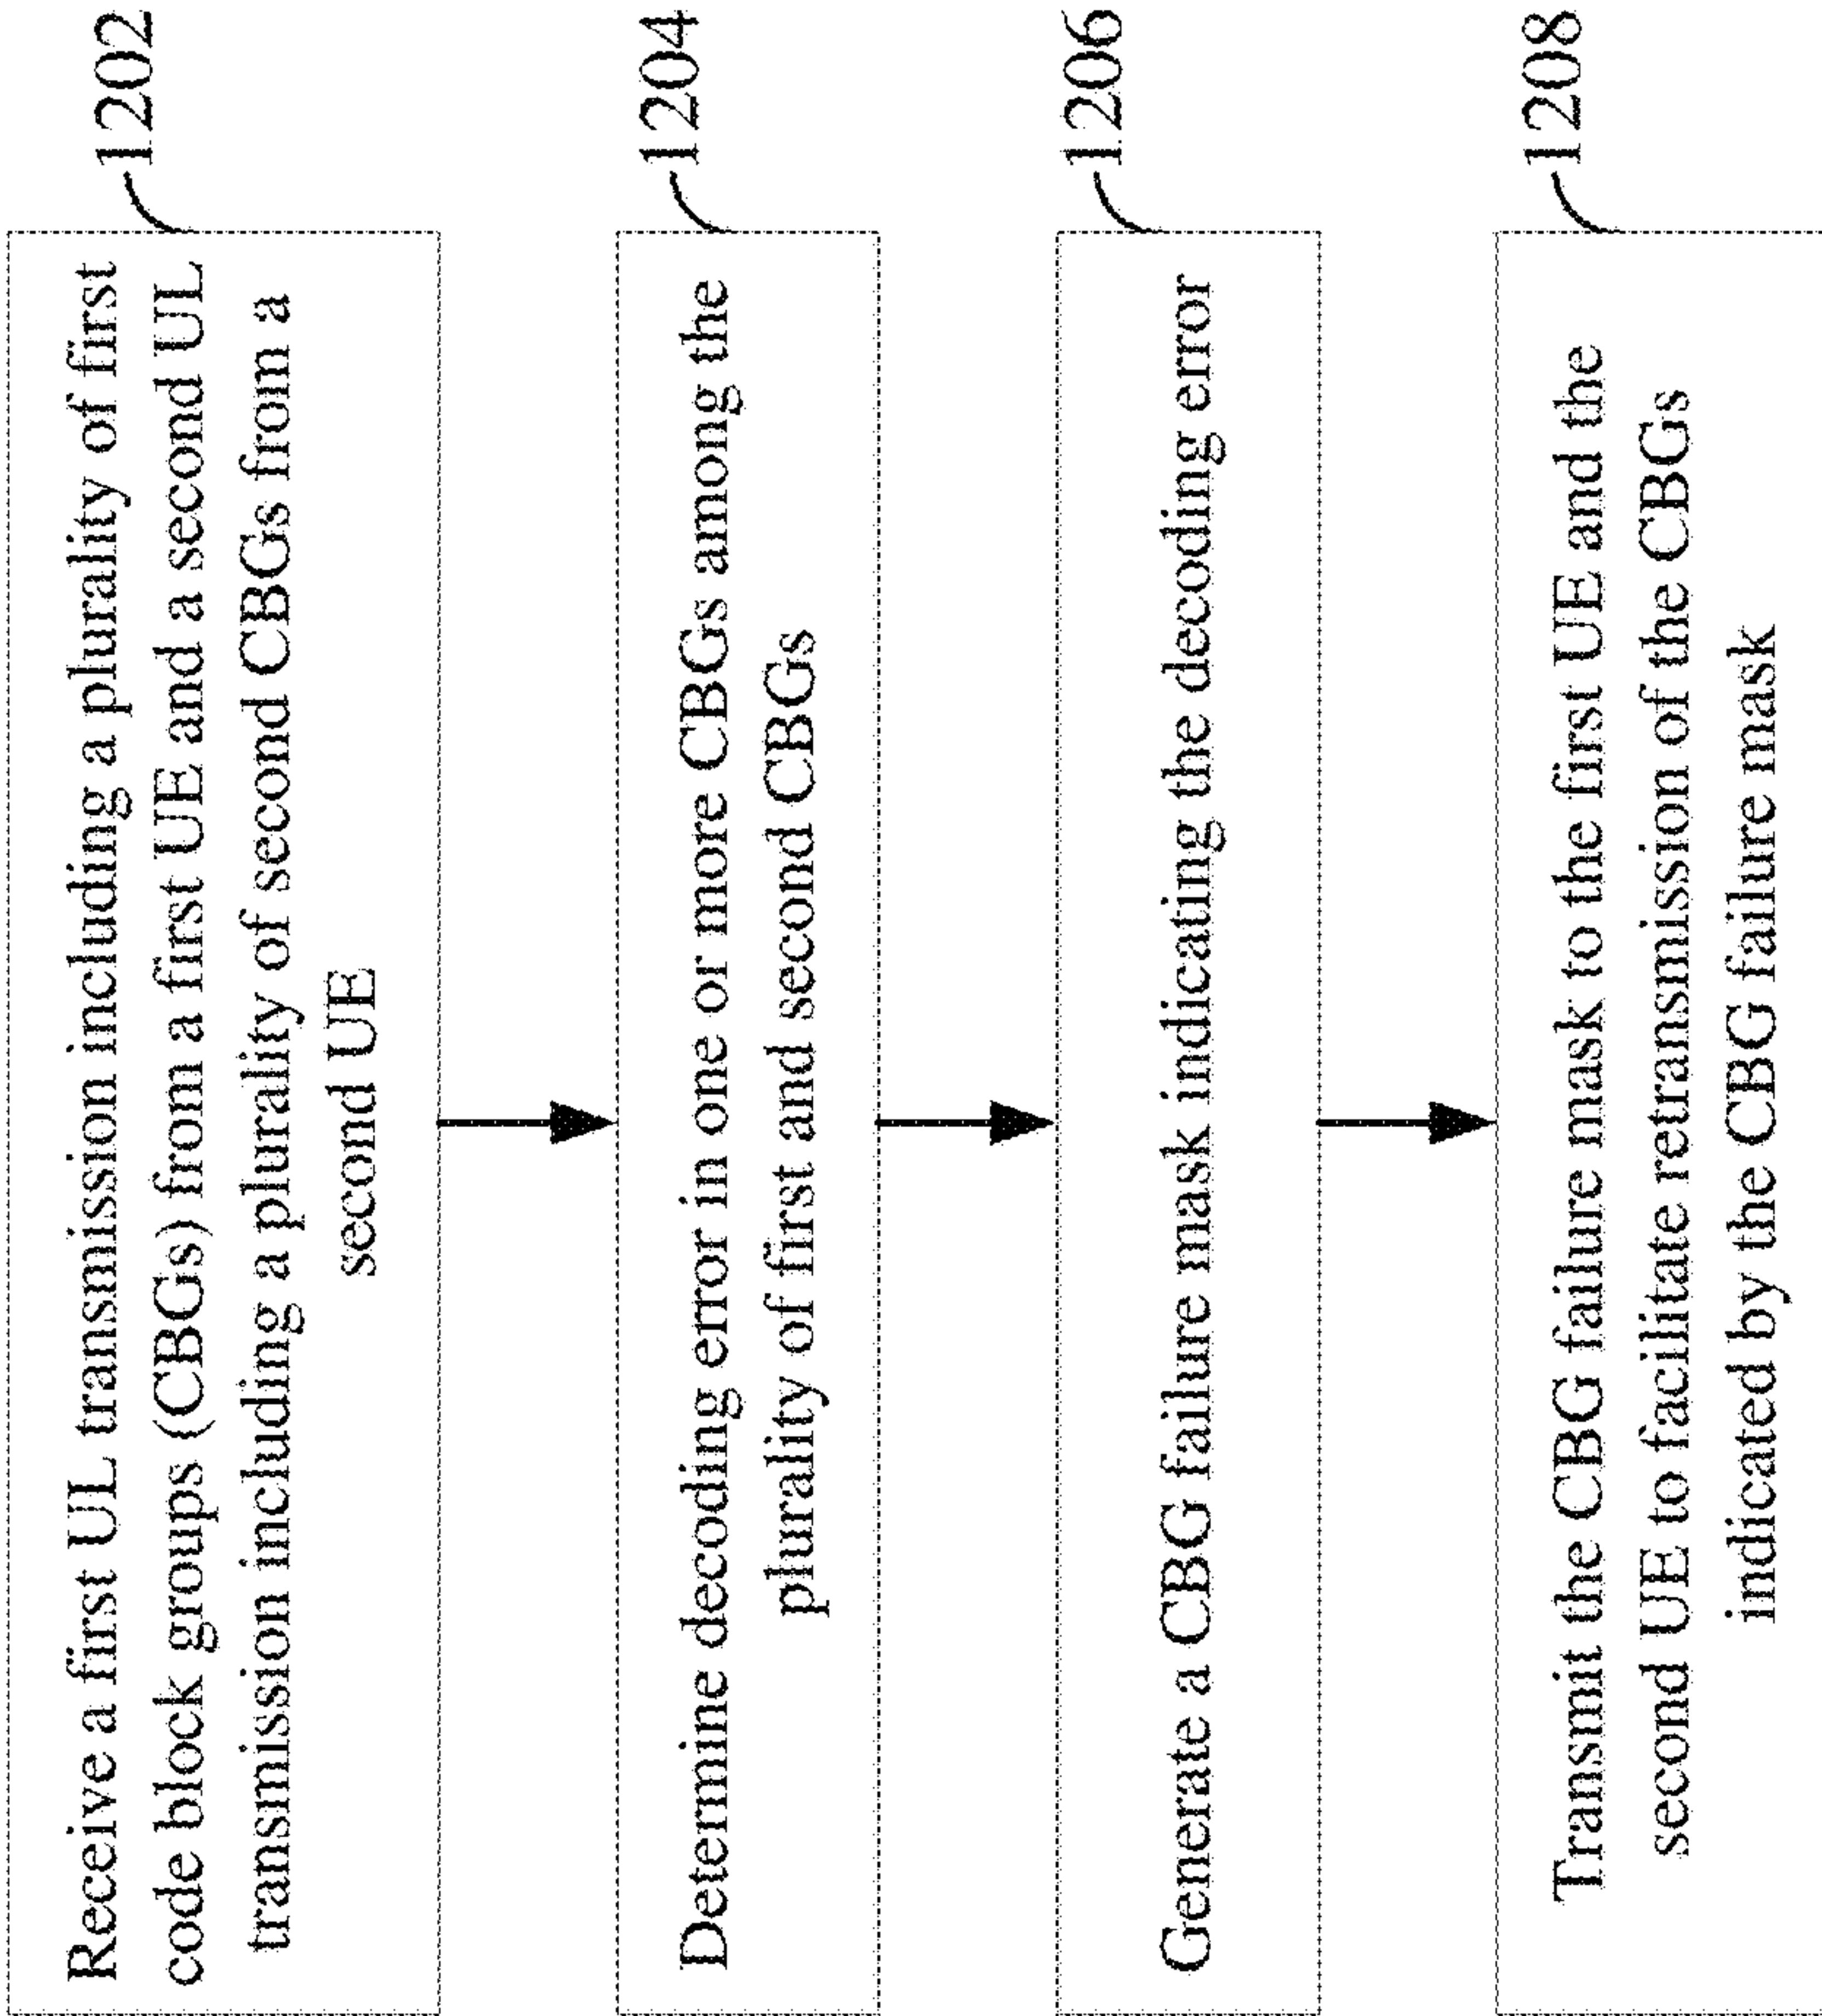 Receive a first UL transmission including a plurality of first
code block groups (CBGs) from a first UE and a second UL
transmission including a plurality of second CBGs from a
second UE
1202
Determine decoding error in one or more CBGs among the
plurality of first and second CBGs
1204
Generate a CBG failure mask indicating the decoding error
1206
Transmit the CBG failure mask to the first UE and the
second UE to facilitate retransmission of the CBGs
indicated by the CBG failure mask
1208